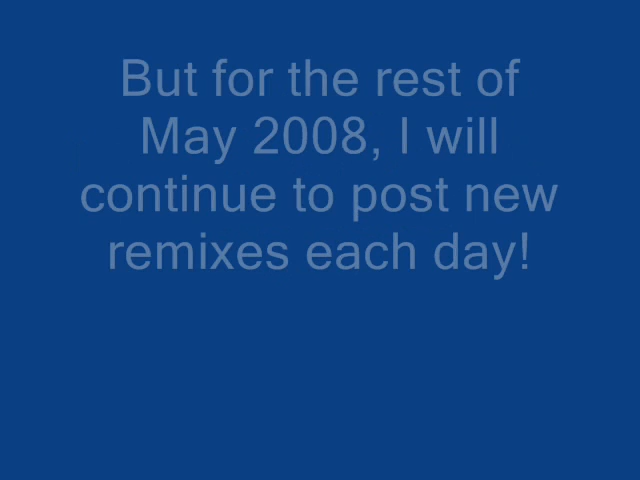 But for the rest of
May 2008, I will
continue to post new
remixes each day!